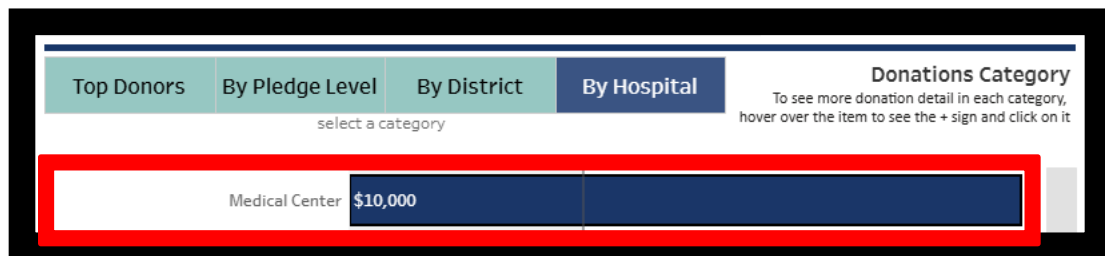 Top Donors
By Pledge Level
By District
By Hospital
select a category
Donations Category
To see more donation detail in each category,
hover over the item to see the + sign and click on it
Medical Center
$10,000